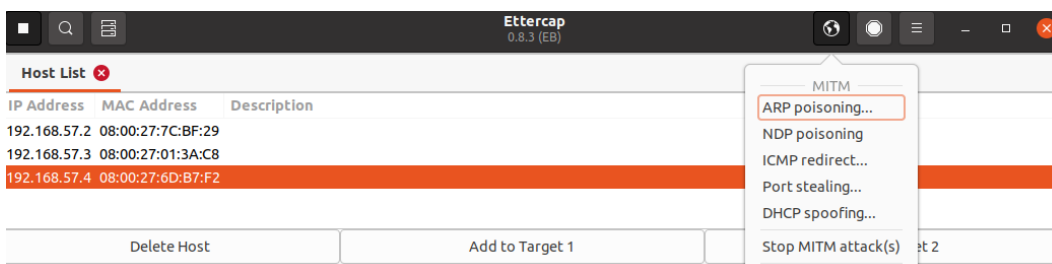 Ettercap
0.8.3 (EB)
Host List
MITM
IP Address MAC Address Description
ARP poisoning...
192.168.57.2 08:00:27:7C:BF:29
NDP poisoning
192.168.57.3 08:00:27:01:3A:C8
ICMP redirect...
192.168.57.4 08:00:27:6D:B7:F2
Port stealing...
DHCP spoofing...
Delete Host Add to Target 1 Stop MITM attack(s) et 2